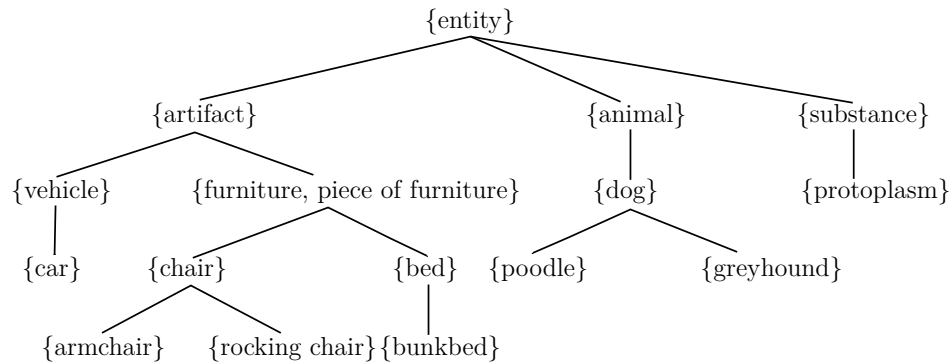 {entity}
{artifact} {animal} {substance}
{vehicle} {furniture, piece of furniture} {dog} {protoplasm}
{car} {chair} {bed} {poodle} {greyhound}
{armchair} {rocking chair} {bunkbed}